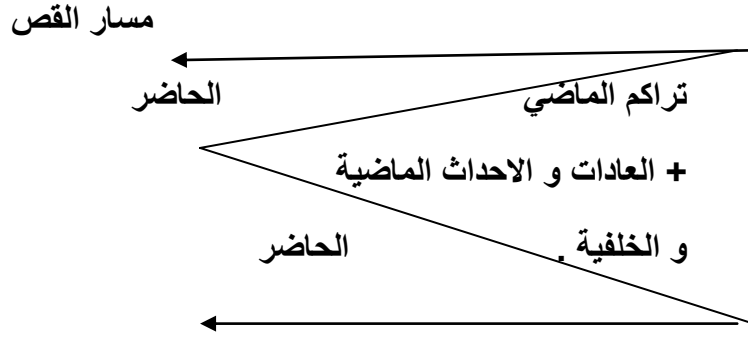 مسار القص
تراكم الماضي
الحاضر
+ العادات و الاحداث الماضية
و الخلفية .
الحاضر